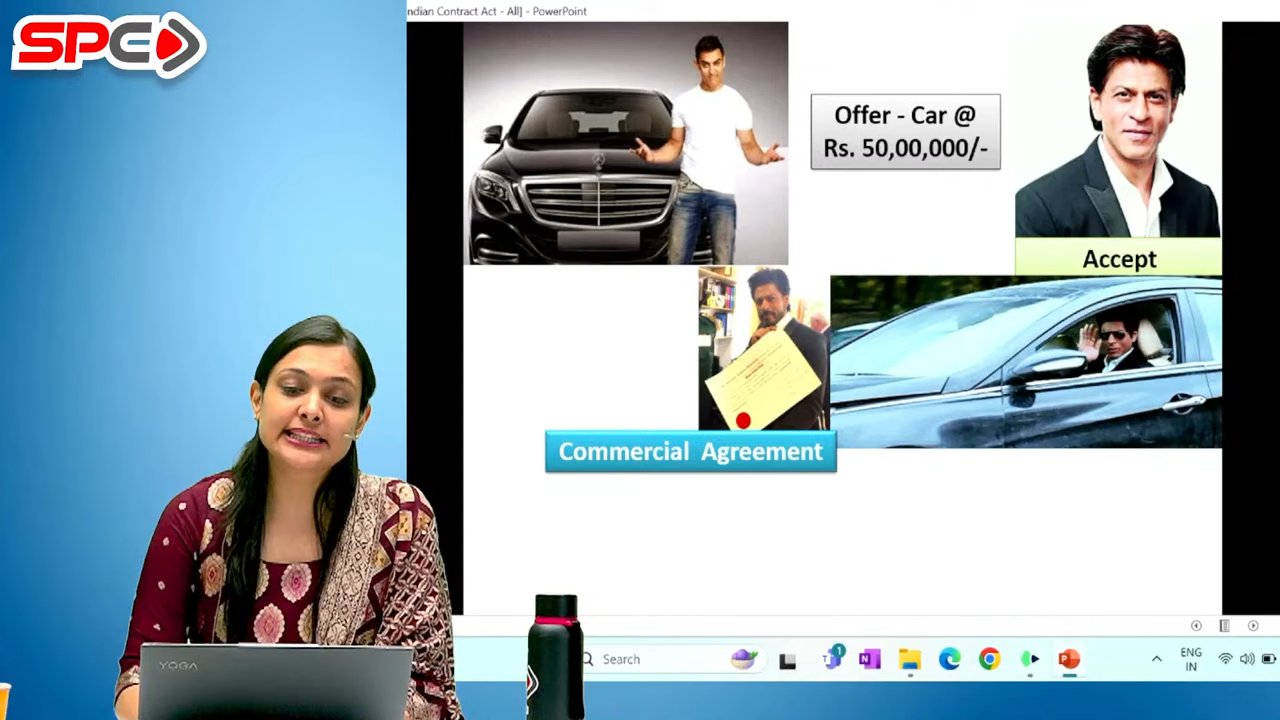 SPC
ndian Contract Act - All] - PowerPoint
Offer - Car @
Rs. 50,00,000/-
Accept
Commercial Agreement
YOGA
Search
1
ENG
IN